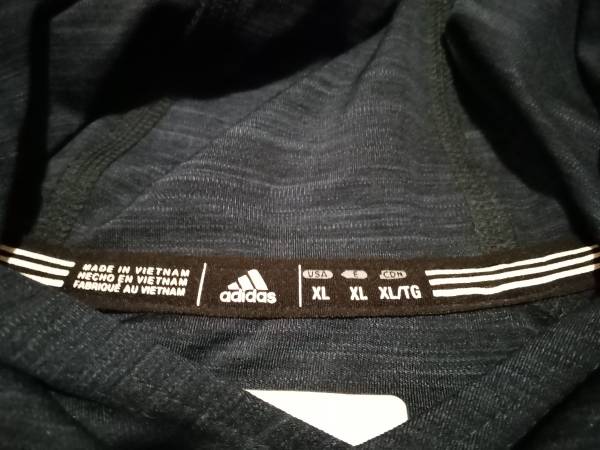 MADE IN VIETNAM
HECHO EN VIETNAM
FABRIQUÉ AU VIETNAM
adidas
USA E CDN
XL XL XL/TG